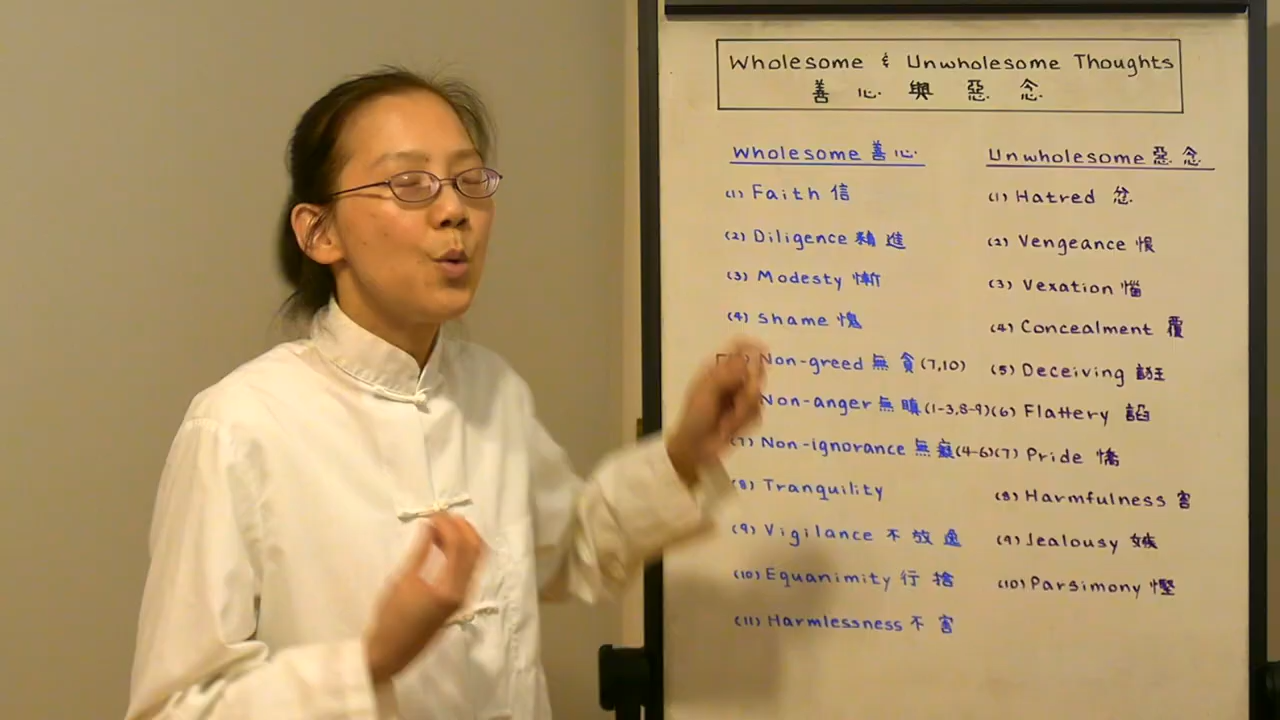 Wholesome & Unwholesome Thoughts
善 心 與 惡 念
Wholesome 善心
(1) Faith 信
(2) Diligence 精進
(3) Modesty 慚
(4) Shame 愧
Non-greed 無貪(7,10)
Non-anger 無瞋(1-3,8-9)
(7) Non-ignorance 無癡(4-6)
(8) Tranquility
(9) Vigilance 不放逸
(10) Equanimity 行捨
(11) Harmlessness 不害
Unwholesome 惡念
(1) Hatred 忿
(2) Vengeance 恨
(3) Vexation 惱
(4) Concealment 覆
(5) Deceiving 誑
(6) Flattery 諂
(7) Pride 憍
(8) Harmfulness 害
(9) Jealousy 嫉
(10) Parsimony 慳